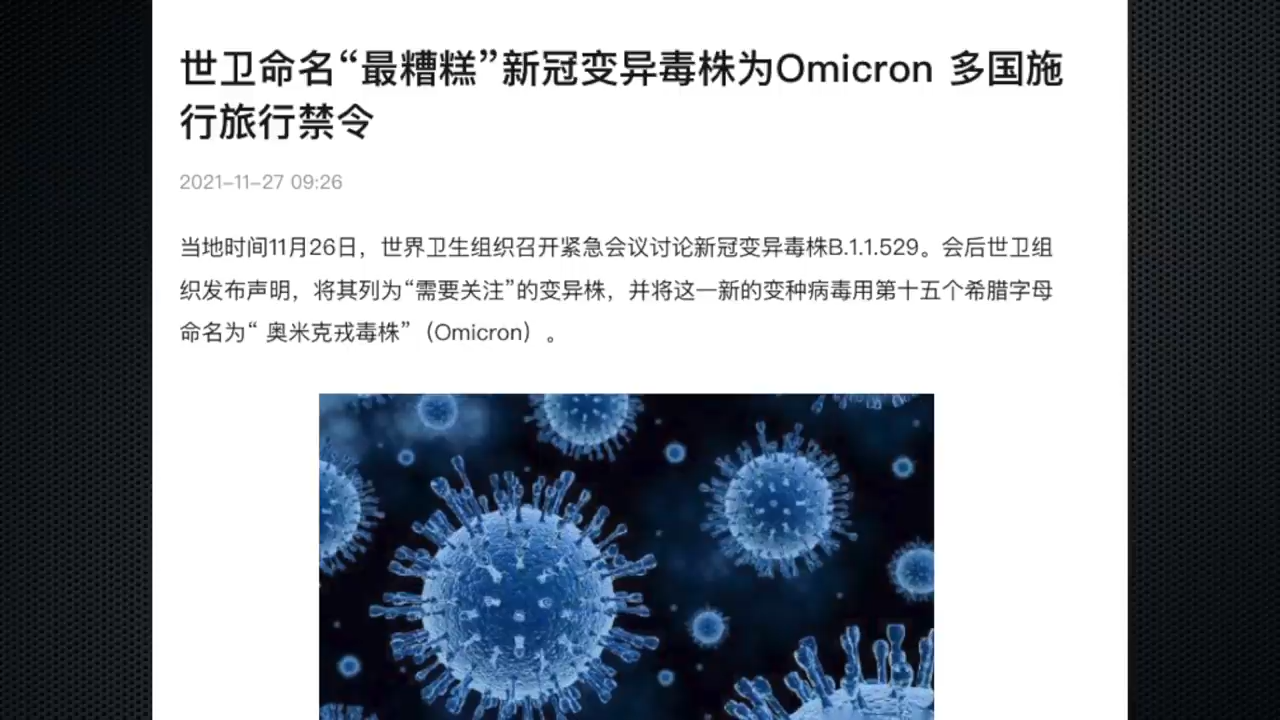 世卫命名“最糟糕”新冠变异毒株为Omicron 多国施
行旅行禁令
2021-11-27 09:26
当地时间11月26日，世界卫生组织召开紧急会议讨论新冠变异毒株B.1.1.529。会后世卫组
织发布声明，将其列为“需要关注”的变异株，并将这一新的变种病毒用第十五个希腊字母
命名为“ 奥米克戎毒株”（Omicron）。